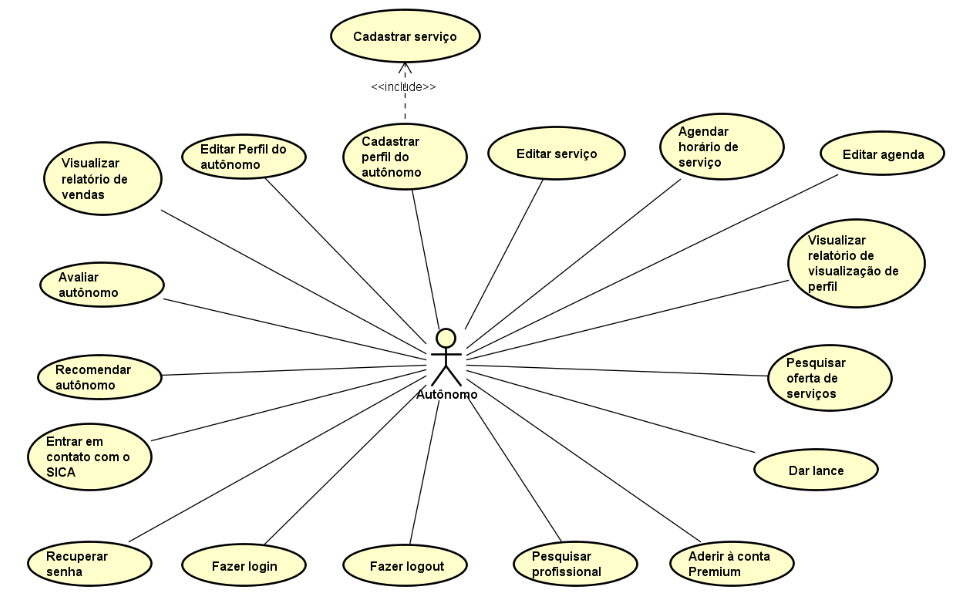 Cadastrar serviço
<<include>>
Visualizar
relatório de
vendas
Editar Perfil do
autônomo
Cadastrar
perfil do
autônomo
Editar serviço
Agendar
horário de
serviço
Editar agenda
Visualizar
relatório de
visualização de
perfil
Avaliar
autônomo
Recomendar
autônomo
Autônomo
Pesquisar
oferta de
serviços
Entrar em
contato com o
SICA
Dar lance
Recuperar
senha
Fazer login
Fazer logout
Pesquisar
profissional
Aderir à conta
Premium